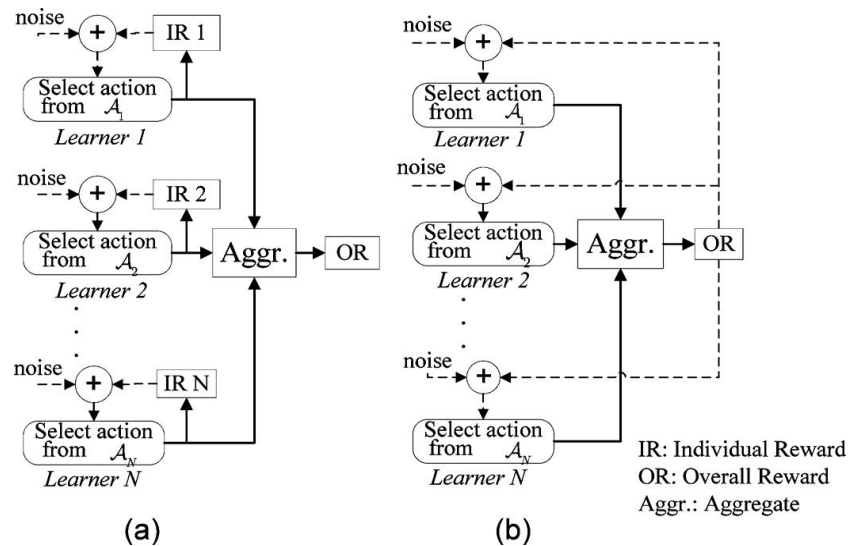 noise
+
IR 1
Select action
from 𝒜₁
Learner 1
noise
+
IR 2
Select action
from 𝒜₂
Learner 2
Aggr.
OR
.
.
.
noise
+
IR N
Select action
from 𝒜_N
Learner N
(a)
noise
+
Select action
from 𝒜₁
Learner 1
noise
+
Select action
from 𝒜₂
Learner 2
Aggr.
OR
.
.
.
noise
+
Select action
from 𝒜_N
Learner N
(b)
IR: Individual Reward
OR: Overall Reward
Aggr.: Aggregate